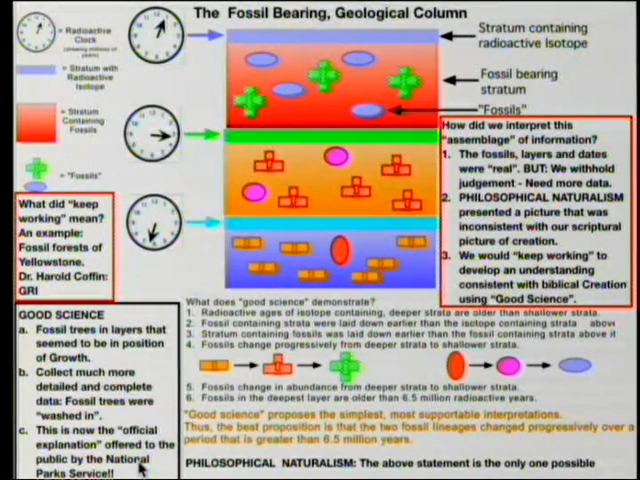 The Fossil Bearing, Geological Column
= Radioactive
Clock
= Stratum with
Radioactive
Isotope
= Stratum
Containing
Fossils
= "Fossils"
Stratum containing
radioactive Isotope
Fossil bearing
stratum
"Fossils"
How did we interpret this
"assemblage" of information?
1. The fossils, layers and dates
were "real". BUT: We withhold
judgement - Need more data.
2. PHILOSOPHICAL NATURALISM
presented a picture that was
inconsistent with our scriptural
picture of creation.
3. We would "keep working" to
develop an understanding
consistent with biblical Creation
using "Good Science".
What did "keep
working" mean?
An example:
Fossil forests of
Yellowstone.
Dr. Harold Coffin:
GRI
GOOD SCIENCE
a. Fossil trees in layers that
seemed to be in position
of Growth.
b. Collect much more
detailed and complete
data: Fossil trees were
"washed in".
c. This is now the "official
explanation" offered to the
public by the National
Parks Service!!
What does "good science" demonstrate?
1. Radioactive ages of isotope containing, deeper strata are older than shallower strata.
2. Fossil containing strata were laid down earlier than the isotope containing strata above
3. Stratum containing fossils was laid down earlier than the fossil containing strata above it
4. Fossils change progressively from deeper strata to shallower strata.
5. Fossils change in abundance from deeper strata to shallower strata.
6. Fossils in the deepest layer are older than 6.5 million radioactive years.
"Good science" proposes the simplest, most supportable interpretations.
Thus, the best proposition is that the two fossil lineages changed progressively over a
period that is greater than 6.5 million years.
PHILOSOPHICAL NATURALISM: The above statement is the only one possible